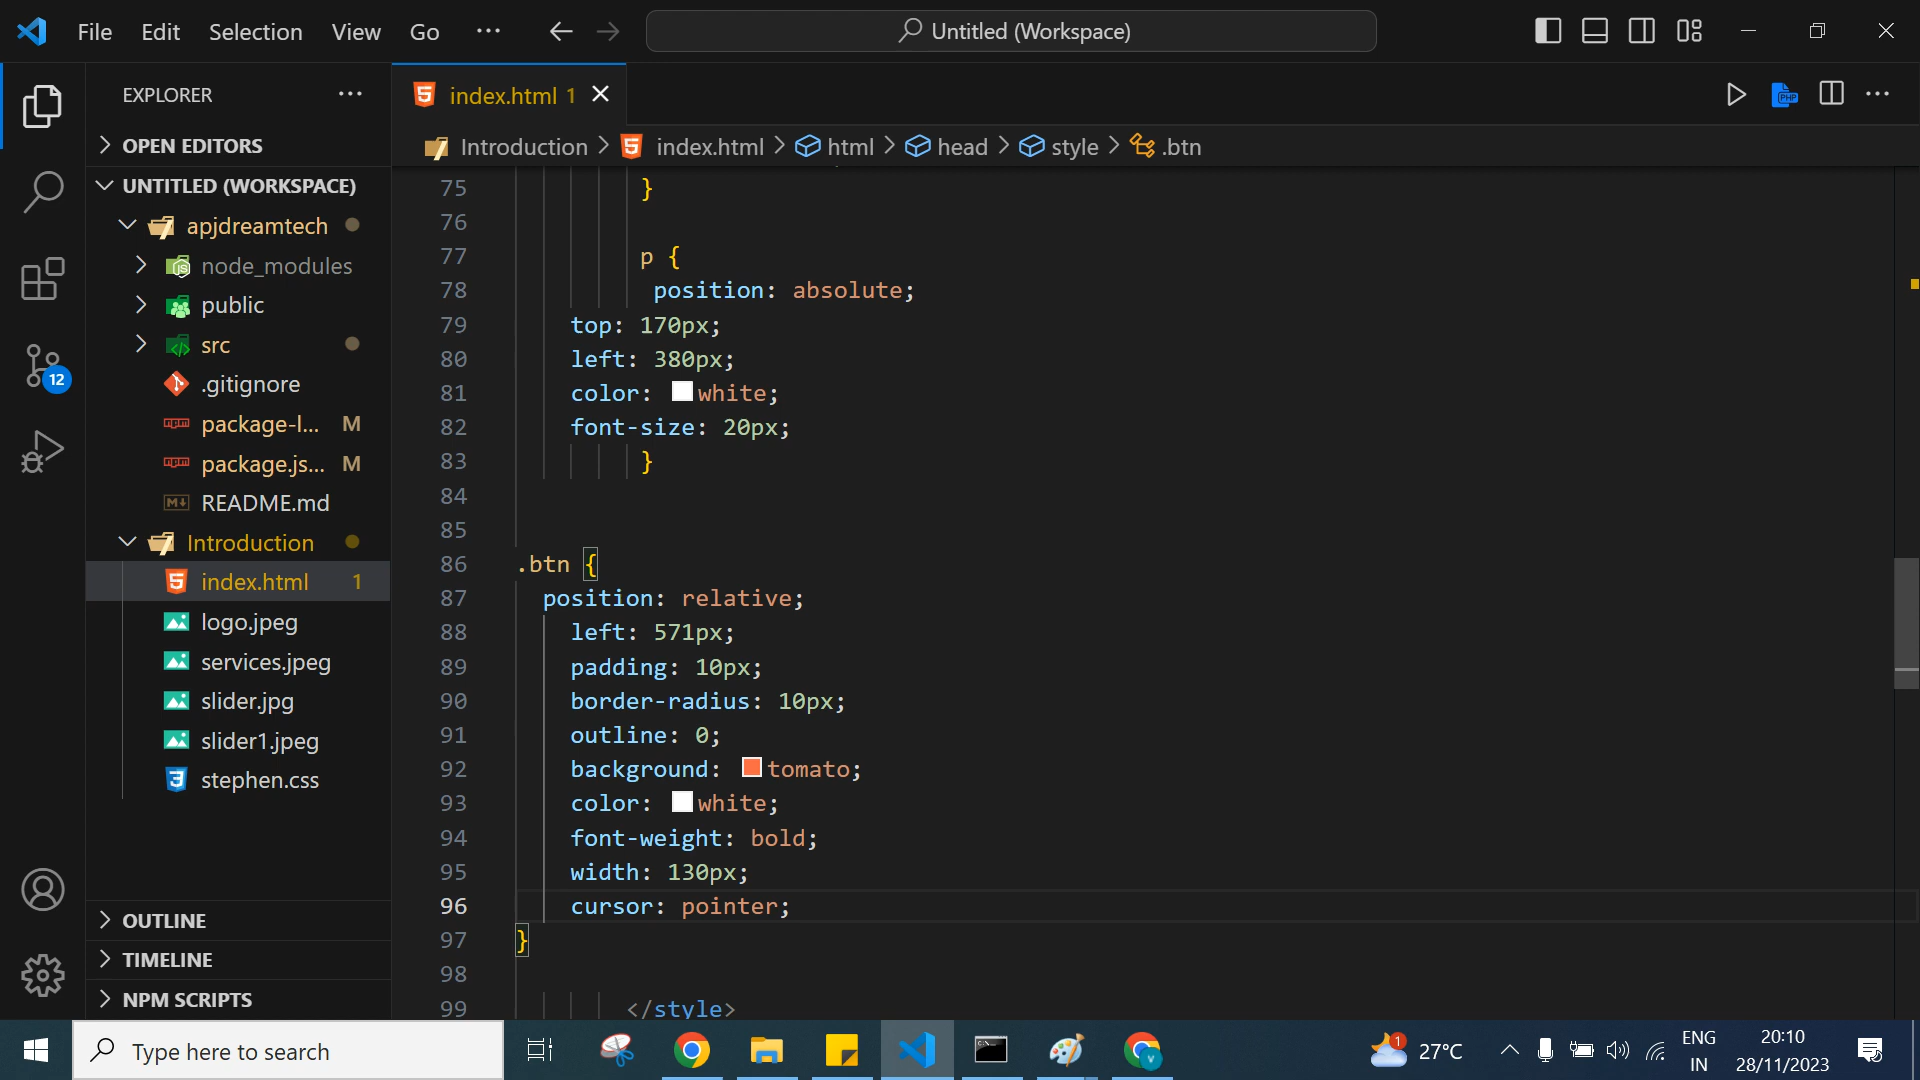 File Edit Selection View Go ··· Untitled (Workspace)
EXPLORER ···
OPEN EDITORS
UNTITLED (WORKSPACE)
apjdreamtech
node_modules
public
src
.gitignore
package-l... M
package.js... M
README.md
Introduction
index.html 1
logo.jpeg
services.jpeg
slider.jpg
slider1.jpeg
stephen.css
OUTLINE
TIMELINE
NPM SCRIPTS
12
index.html 1
PHP
Introduction > index.html > html > head > style > .btn
75 }
76
77 p {
78 position: absolute;
79 top: 170px;
80 left: 380px;
81 color: white;
82 font-size: 20px;
83 }
84
85
86 .btn {
87 position: relative;
88 left: 571px;
89 padding: 10px;
90 border-radius: 10px;
91 outline: 0;
92 background: tomato;
93 color: white;
94 font-weight: bold;
95 width: 130px;
96 cursor: pointer;
97 }
98
99 </style>
Type here to search
1
27°C
ENG
IN
20:10
28/11/2023